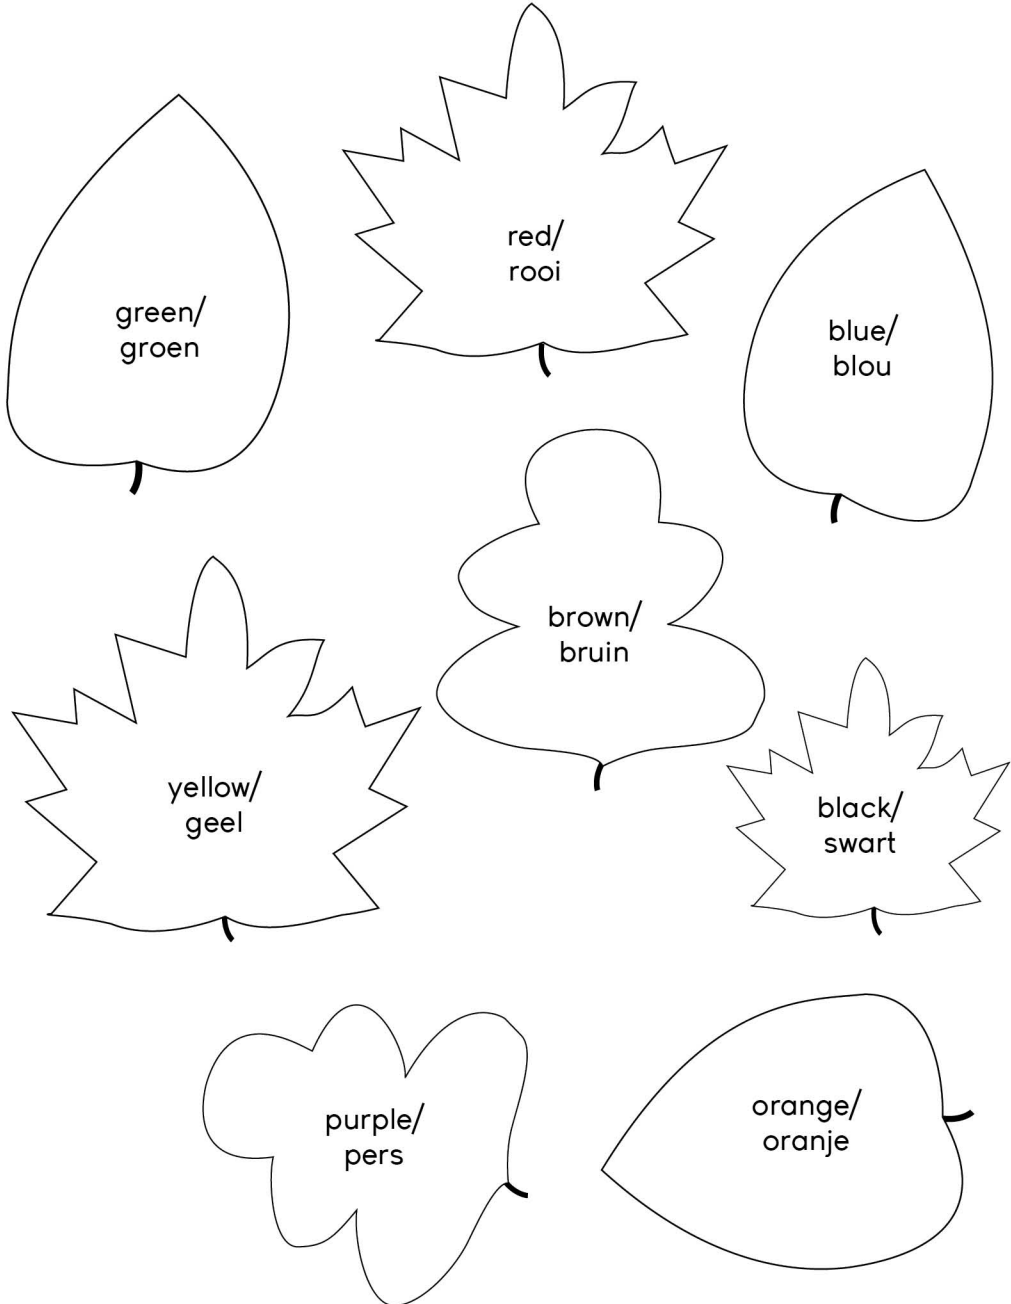 red/
rooi
green/
groen
blue/
blou
brown/
bruin
yellow/
geel
black/
swart
purple/
pers
orange/
oranje